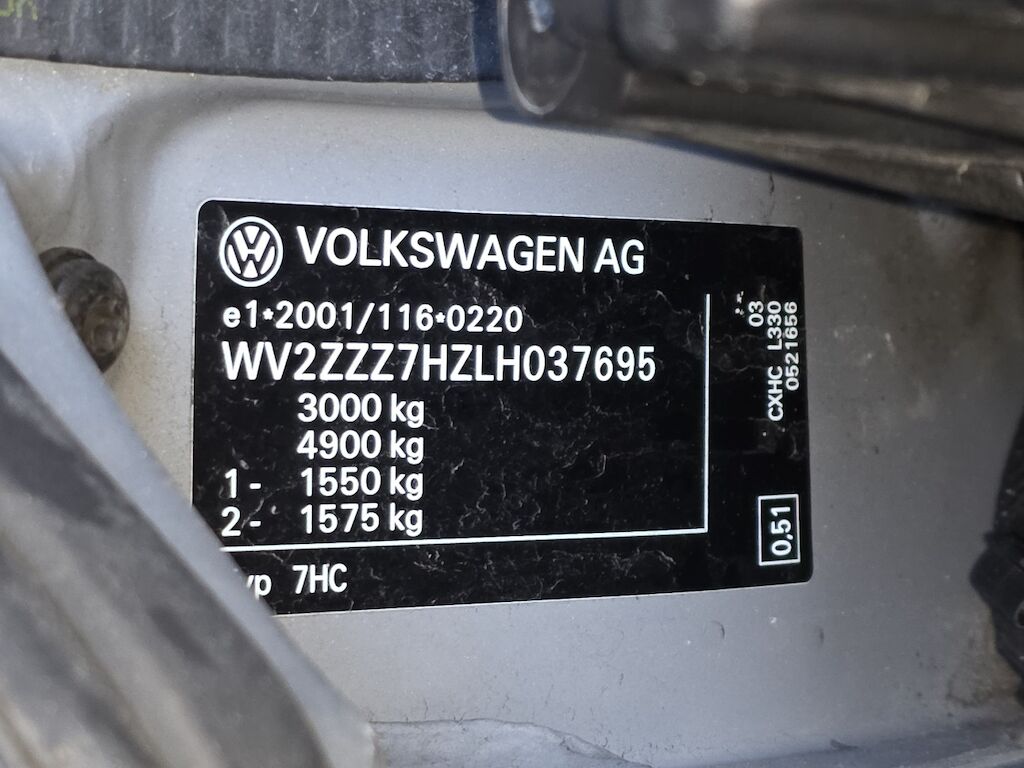 VOLKSWAGEN AG
e1*2001/116*0220
WV2ZZZ7HZLH037695
3000 kg
4900 kg
1- 1550 kg
2- 1575 kg
7HC
03
CXHC L330
0521656
0,51